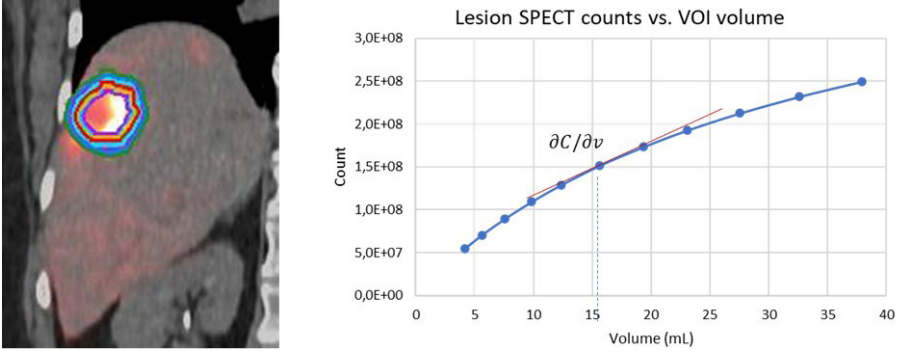 Lesion SPECT counts vs. VOI volume
3,0E+08
2,5E+08
2,0E+08
1,5E+08
1,0E+08
5,0E+07
0,0E+00
Count
∂C/∂v
0 5 10 15 20 25 30 35 40
Volume (mL)